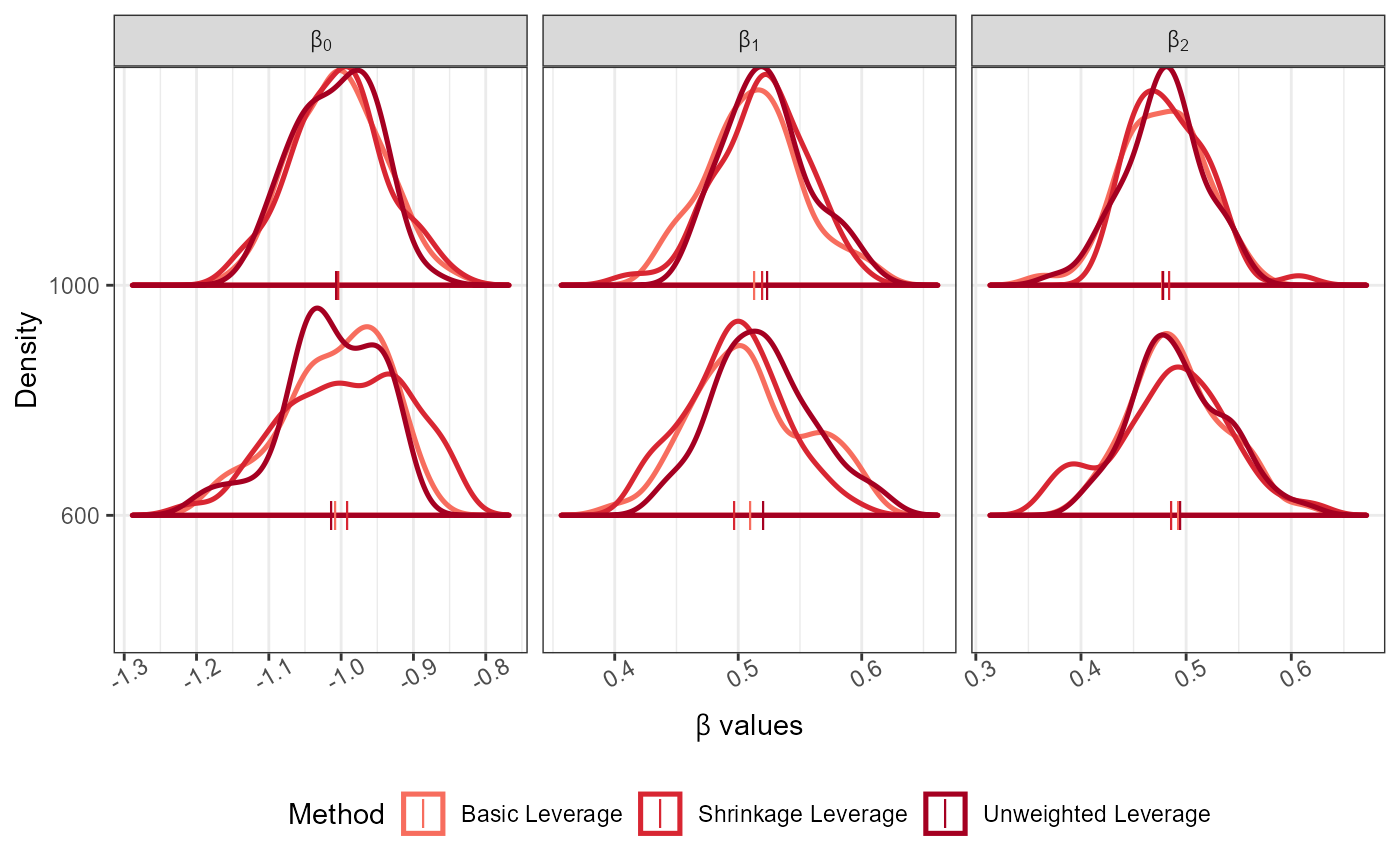 β₀ β₁ β₂
Density
1000
600
-1.3 -1.2 -1.1 -1.0 -0.9 -0.8 0.4 0.5 0.6 0.3 0.4 0.5 0.6
β values
Method Basic Leverage Shrinkage Leverage Unweighted Leverage